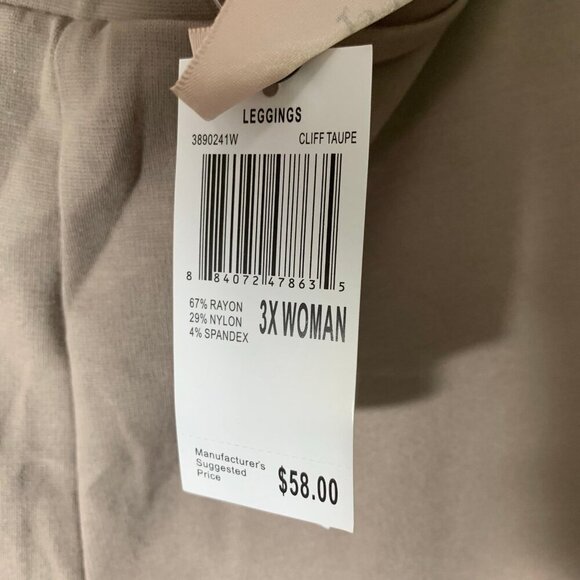 LEGGINGS
3890241W CLIFF TAUPE
8 84072 47863 5
67% RAYON
29% NYLON
4% SPANDEX
3X WOMAN
Manufacturer's
Suggested
Price
$58.00